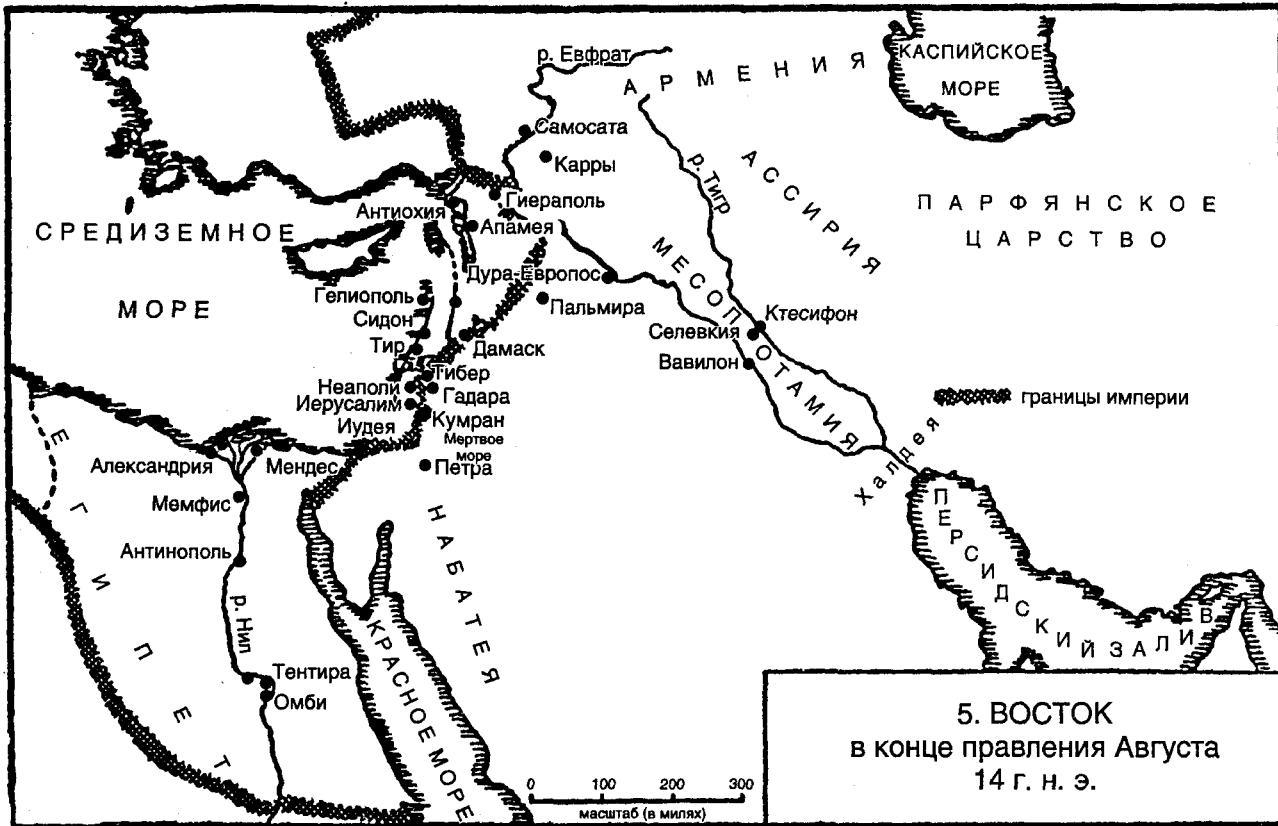 р. Евфрат
АРМЕНИЯ
КАСПИЙСКОЕ
МОРЕ
Самосата
Карры
р. Тигр
АССИРИЯ
ПАРФЯНСКОЕ
ЦАРСТВО
Гиераполь
Антиохия
Апамея
СРЕДИЗЕМНОЕ
МОРЕ
МЕСОПОТАМИЯ
Дура-Европос
Гелиополь
Пальмира
Сидон
Ктесифон
Селевкия
Тир
Дамаск
Вавилон
Тибер
Неаполи
Гадара
границы империи
Иерусалим
Кумран
Иудея
Мертвое
море
Халдея
Александрия
Мендес
Петра
Мемфис
ЕГИПЕТ
НАБАТЕЯ
ПЕРСИДСКИЙ ЗАЛИВ
Антинополь
р. Нил
КРАСНОЕ МОРЕ
Тентира
Омби
0 100 200 300
масштаб (в милях)
5. ВОСТОК
в конце правления Августа
14 г. н. э.